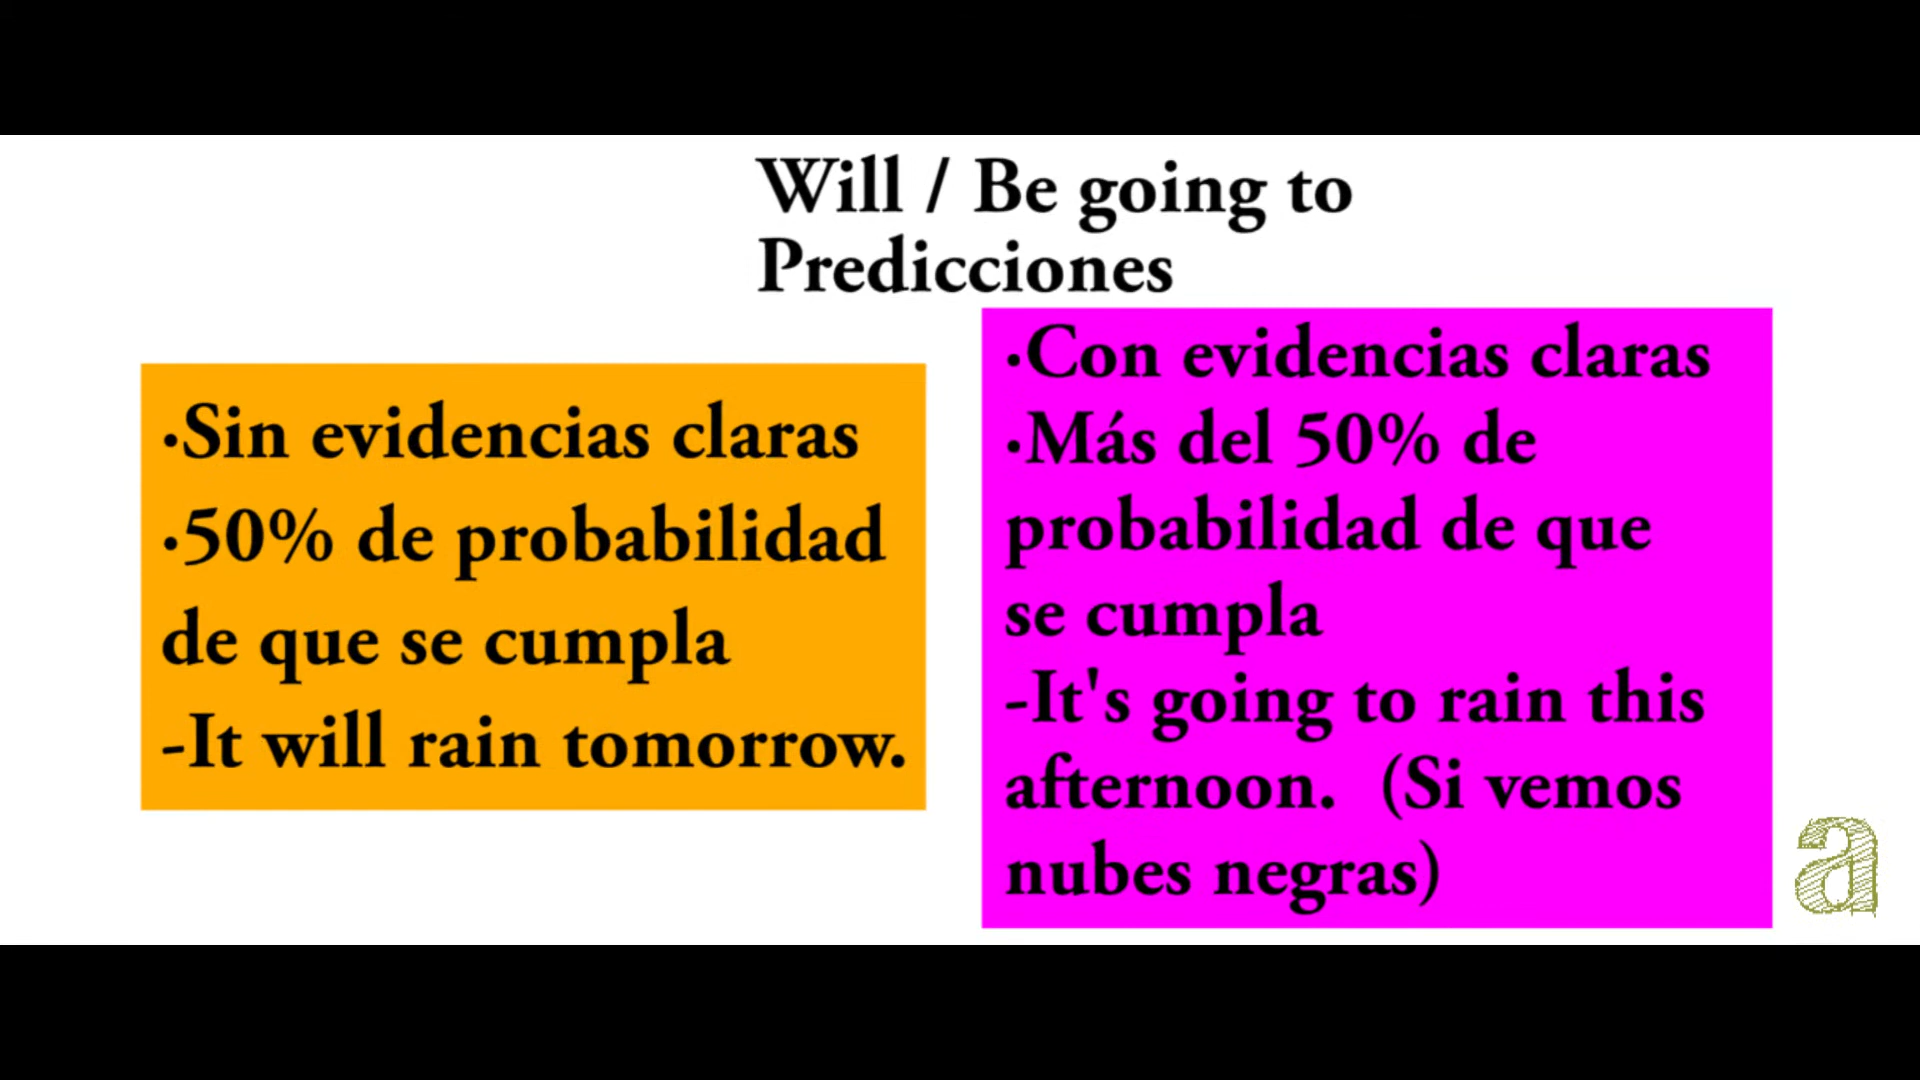 Will / Be going to
Predicciones
·Sin evidencias claras
·50% de probabilidad
de que se cumpla
-It will rain tomorrow.
·Con evidencias claras
·Más del 50% de
probabilidad de que
se cumpla
-It's going to rain this
afternoon.  (Si vemos
nubes negras)
a